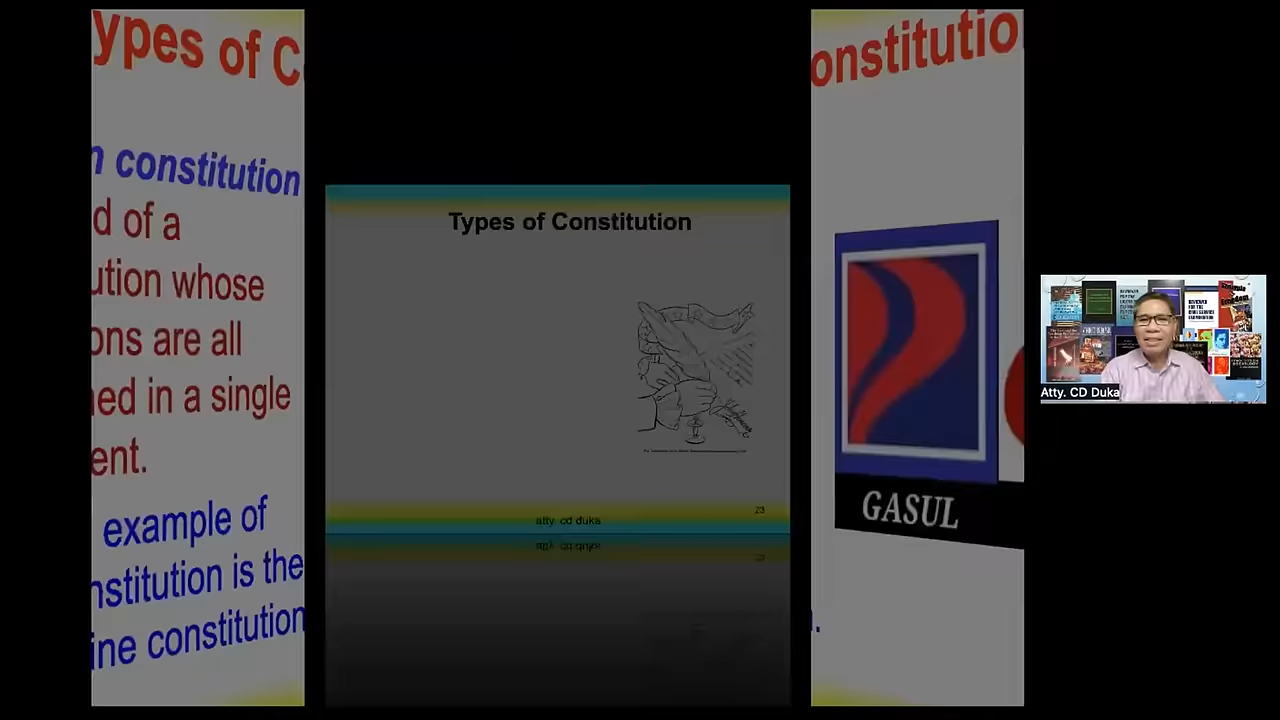 ypes of C
n constitution
d of a
ution whose
ons are all
ned in a single
ent.
example of
nstitution is the
ine constitution
Types of Constitution
atty. cd duka
23
onstitutio
GASUL
.
Atty. CD Duka